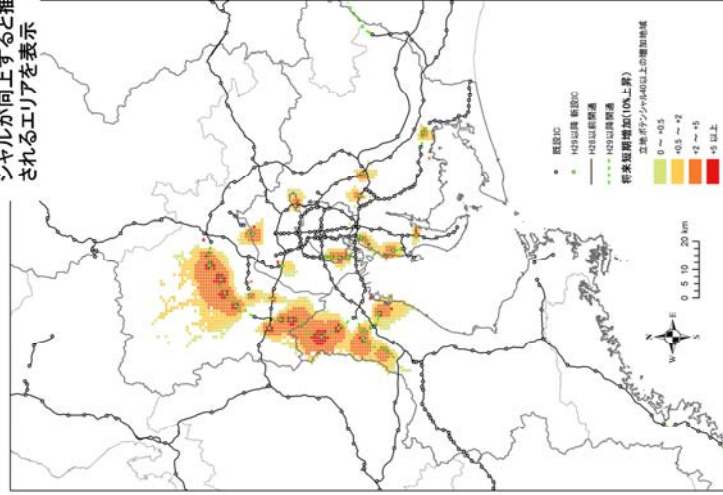 シャルが向上すると推
されるエリアを表示
既設IC
H29以降 新設IC
H28以前開通
H29以降開通
将来短期増加(10%上昇)
立地ポテンシャル40以上の増加地域
0 ～ +0.5
+0.5 ～ +2
+2 ～ +5
+5 以上
N
W E
S
0 5 10 20 km